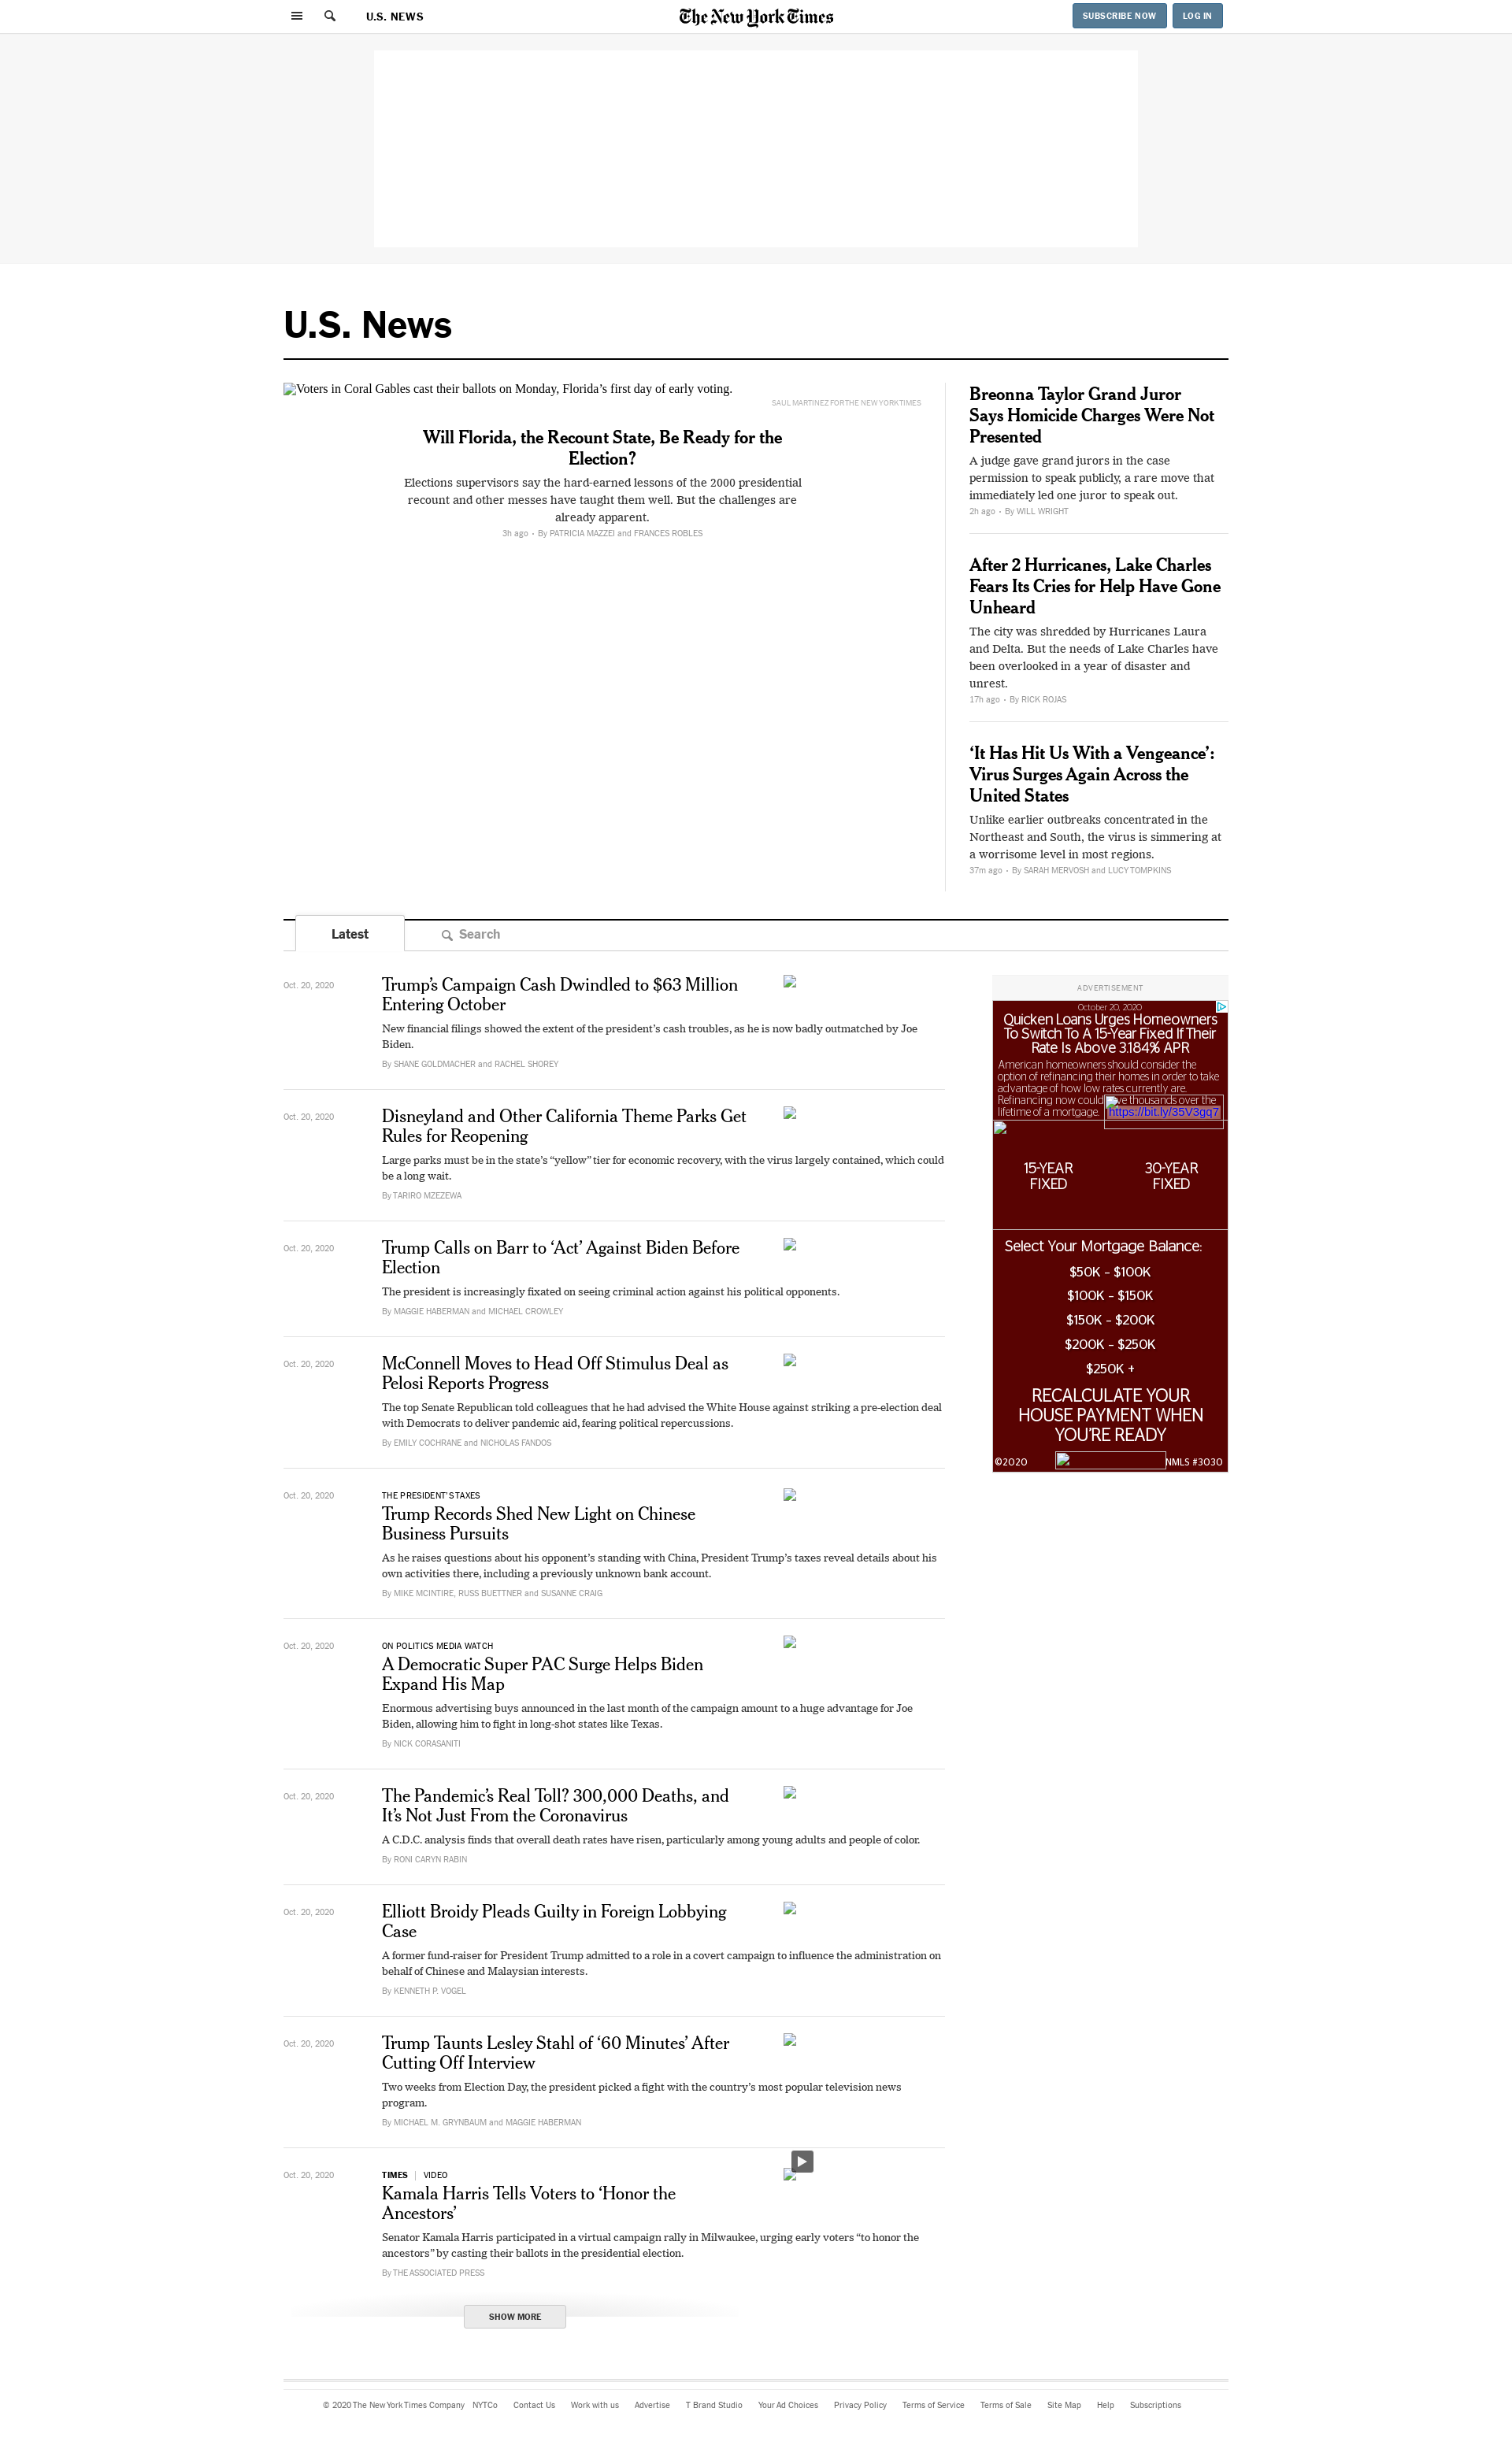 U.S. NEWS
The New York Times
SUBSCRIBE NOW
LOG IN
U.S. News
Voters in Coral Gables cast their ballots on Monday, Florida’s first day of early voting.
SAUL MARTINEZ FOR THE NEW YORK TIMES
Will Florida, the Recount State, Be Ready for the
Election?
Elections supervisors say the hard-earned lessons of the 2000 presidential
recount and other messes have taught them well. But the challenges are
already apparent.
3h ago • By PATRICIA MAZZEI and FRANCES ROBLES
Breonna Taylor Grand Juror
Says Homicide Charges Were Not
Presented
A judge gave grand jurors in the case
permission to speak publicly, a rare move that
immediately led one juror to speak out.
2h ago • By WILL WRIGHT
After 2 Hurricanes, Lake Charles
Fears Its Cries for Help Have Gone
Unheard
The city was shredded by Hurricanes Laura
and Delta. But the needs of Lake Charles have
been overlooked in a year of disaster and
unrest.
17h ago • By RICK ROJAS
‘It Has Hit Us With a Vengeance’:
Virus Surges Again Across the
United States
Unlike earlier outbreaks concentrated in the
Northeast and South, the virus is simmering at
a worrisome level in most regions.
37m ago • By SARAH MERVOSH and LUCY TOMPKINS
Latest
Search
Oct. 20, 2020
Trump’s Campaign Cash Dwindled to $63 Million
Entering October
New financial filings showed the extent of the president’s cash troubles, as he is now badly outmatched by Joe
Biden.
By SHANE GOLDMACHER and RACHEL SHOREY
Oct. 20, 2020
Disneyland and Other California Theme Parks Get
Rules for Reopening
Large parks must be in the state’s “yellow” tier for economic recovery, with the virus largely contained, which could
be a long wait.
By TARIRO MZEZEWA
Oct. 20, 2020
Trump Calls on Barr to ‘Act’ Against Biden Before
Election
The president is increasingly fixated on seeing criminal action against his political opponents.
By MAGGIE HABERMAN and MICHAEL CROWLEY
Oct. 20, 2020
McConnell Moves to Head Off Stimulus Deal as
Pelosi Reports Progress
The top Senate Republican told colleagues that he had advised the White House against striking a pre-election deal
with Democrats to deliver pandemic aid, fearing political repercussions.
By EMILY COCHRANE and NICHOLAS FANDOS
Oct. 20, 2020
THE PRESIDENT’S TAXES
Trump Records Shed New Light on Chinese
Business Pursuits
As he raises questions about his opponent’s standing with China, President Trump’s taxes reveal details about his
own activities there, including a previously unknown bank account.
By MIKE MCINTIRE, RUSS BUETTNER and SUSANNE CRAIG
Oct. 20, 2020
ON POLITICS MEDIA WATCH
A Democratic Super PAC Surge Helps Biden
Expand His Map
Enormous advertising buys announced in the last month of the campaign amount to a huge advantage for Joe
Biden, allowing him to fight in long-shot states like Texas.
By NICK CORASANITI
Oct. 20, 2020
The Pandemic’s Real Toll? 300,000 Deaths, and
It’s Not Just From the Coronavirus
A C.D.C. analysis finds that overall death rates have risen, particularly among young adults and people of color.
By RONI CARYN RABIN
Oct. 20, 2020
Elliott Broidy Pleads Guilty in Foreign Lobbying
Case
A former fund-raiser for President Trump admitted to a role in a covert campaign to influence the administration on
behalf of Chinese and Malaysian interests.
By KENNETH P. VOGEL
Oct. 20, 2020
Trump Taunts Lesley Stahl of ‘60 Minutes’ After
Cutting Off Interview
Two weeks from Election Day, the president picked a fight with the country’s most popular television news
program.
By MICHAEL M. GRYNBAUM and MAGGIE HABERMAN
Oct. 20, 2020
TIMES | VIDEO
Kamala Harris Tells Voters to ‘Honor the
Ancestors’
Senator Kamala Harris participated in a virtual campaign rally in Milwaukee, urging early voters “to honor the
ancestors” by casting their ballots in the presidential election.
By THE ASSOCIATED PRESS
SHOW MORE
ADVERTISEMENT
October 20, 2020
Quicken Loans Urges Homeowners
To Switch To A 15-Year Fixed If Their
Rate Is Above 3.184% APR
American homeowners should consider the
option of refinancing their homes in order to take
advantage of how low rates currently are.
Refinancing now could thousands over the
lifetime of a mortgage. https://bit.ly/35V3gq7
15-YEAR
FIXED
30-YEAR
FIXED
Select Your Mortgage Balance:
$50K - $100K
$100K - $150K
$150K - $200K
$200K - $250K
$250K +
RECALCULATE YOUR
HOUSE PAYMENT WHEN
YOU’RE READY
©2020
NMLS #3030
© 2020 The New York Times Company NYTCo Contact Us Work with us Advertise T Brand Studio Your Ad Choices Privacy Policy Terms of Service Terms of Sale Site Map Help Subscriptions